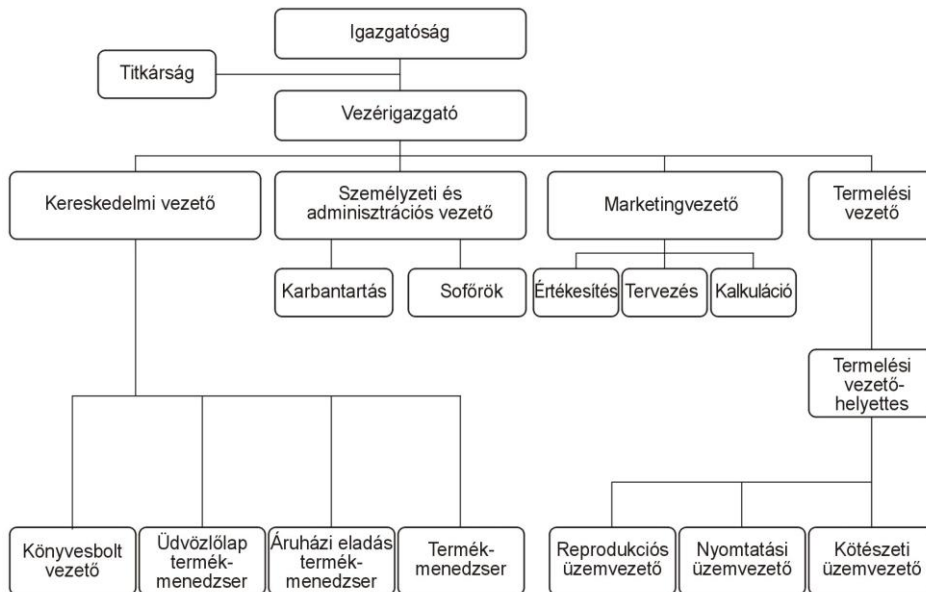 Igazgatóság
Titkárság
Vezérigazgató
Kereskedelmi vezető
Személyzeti és
adminisztrációs vezető
Marketingvezető
Termelési
vezető
Karbantartás
Sofőrök
Értékesítés
Tervezés
Kalkuláció
Termelési
vezető-
helyettes
Könyvesbolt
vezető
Üdvözlőlap
termék-
menedzser
Áruházi eladás
termék-
menedzser
Termék-
menedzser
Reprodukciós
üzemvezető
Nyomtatási
üzemvezető
Kötészeti
üzemvezető